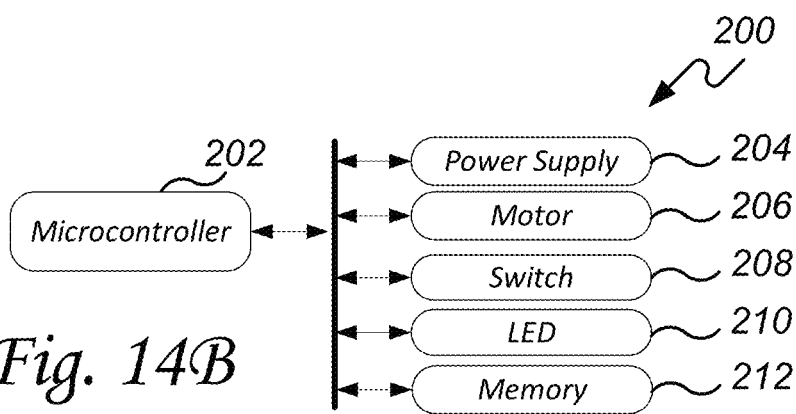 200
202
Microcontroller
Power Supply 204
Motor 206
Switch 208
LED 210
Memory 212
Fig. 14B